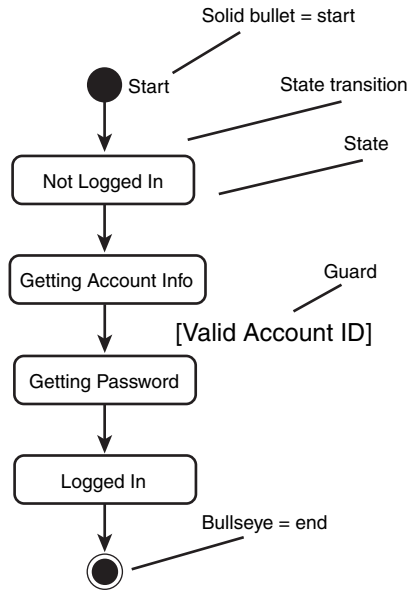 Solid bullet = start
Start
State transition
State
Not Logged In
Guard
Getting Account Info
[Valid Account ID]
Getting Password
Logged In
Bullseye = end